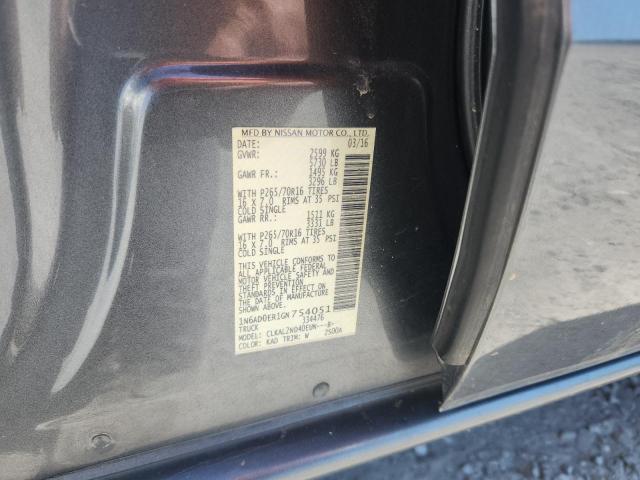 MFD BY NISSAN MOTOR CO., LTD.
DATE: 03/16
GVWR: 2599 KG
5730 LB
GAWR FR.: 1495 KG
3296 LB
WITH P265/70R16 TIRES
16 X 7.0 RIMS AT 35 PSI
COLD SINGLE
GAWR RR.: 1511 KG
3331 LB
WITH P265/70R16 TIRES
16 X 7.0 RIMS AT 35 PSI
COLD SINGLE
THIS VEHICLE CONFORMS TO
ALL APPLICABLE FEDERAL
MOTOR VEHICLE SAFETY AND
THEFT PREVENTION
STANDARDS IN EFFECT ON
THE DATE OF MANUFACTURE
SHOWN ABOVE.
1N6AD0ER1GN754051
TRUCK 134476
MODEL: CLKALZND40EUN---B-
COLOR: KAD TRIM: W 2500A